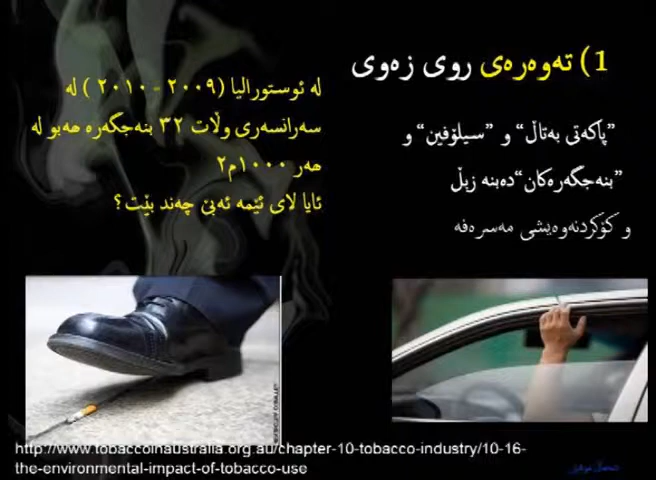 1) تەوەرەی روی زەوی
”پاکەتی بەتاڵ“ و ”سیلۆفین“ و
”بنەجگەرەکان“دەبنە زبڵ
و کۆکردنەوەیشی مەسرەفە
لە ئوستورالیا (٢٠٠٩ - ٢٠١٠ ) لە
سەرانسەری وڵات ٣٢ بنەجگەرە هەبو لە
هەر ١٠٠٠م٢
ئایا لای ئێمە ئەبێ چەند بێت؟
http://www.tobaccoinaustralia.org.au/chapter-10-tobacco-industry/10-16-
the-environmental-impact-of-tobacco-use